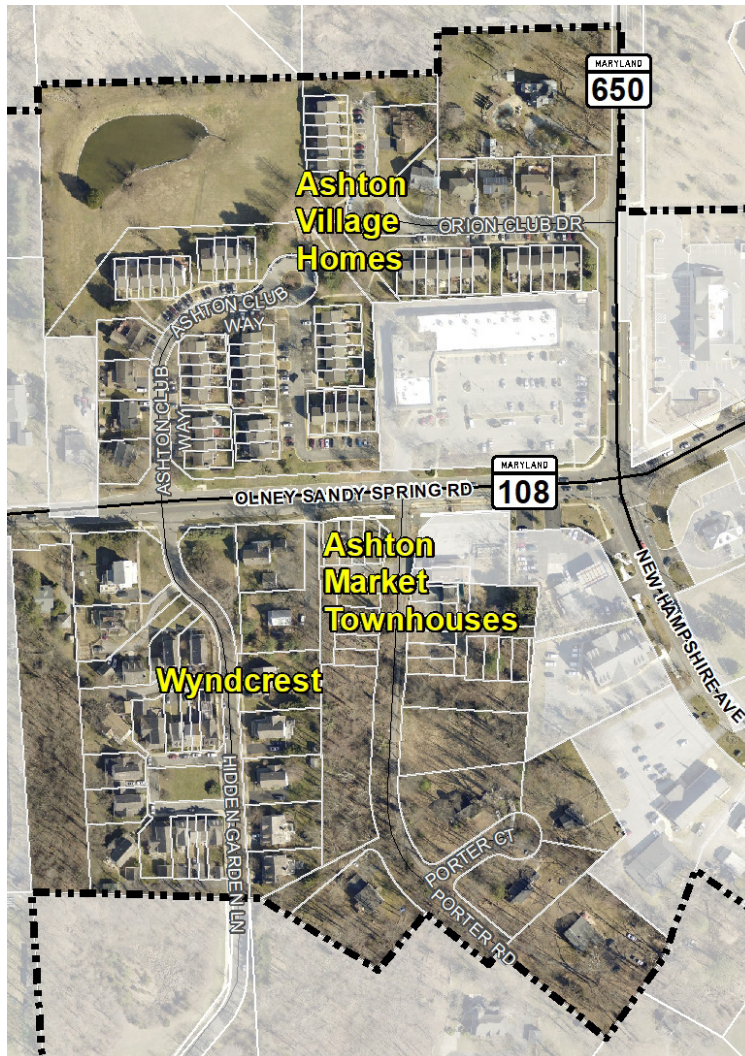 MARYLAND
650
Ashton
Village
Homes
ORION CLUB DR
ASHTON CLUB
WAY
ASHTON CLUB
WAY
MARYLAND
108
OLNEY SANDY SPRING RD
Ashton
Market
Townhouses
NEW HAMPSHIRE AVE
Wyndcrest
HIDDEN GARDEN LN
PORTER CT
PORTER RD